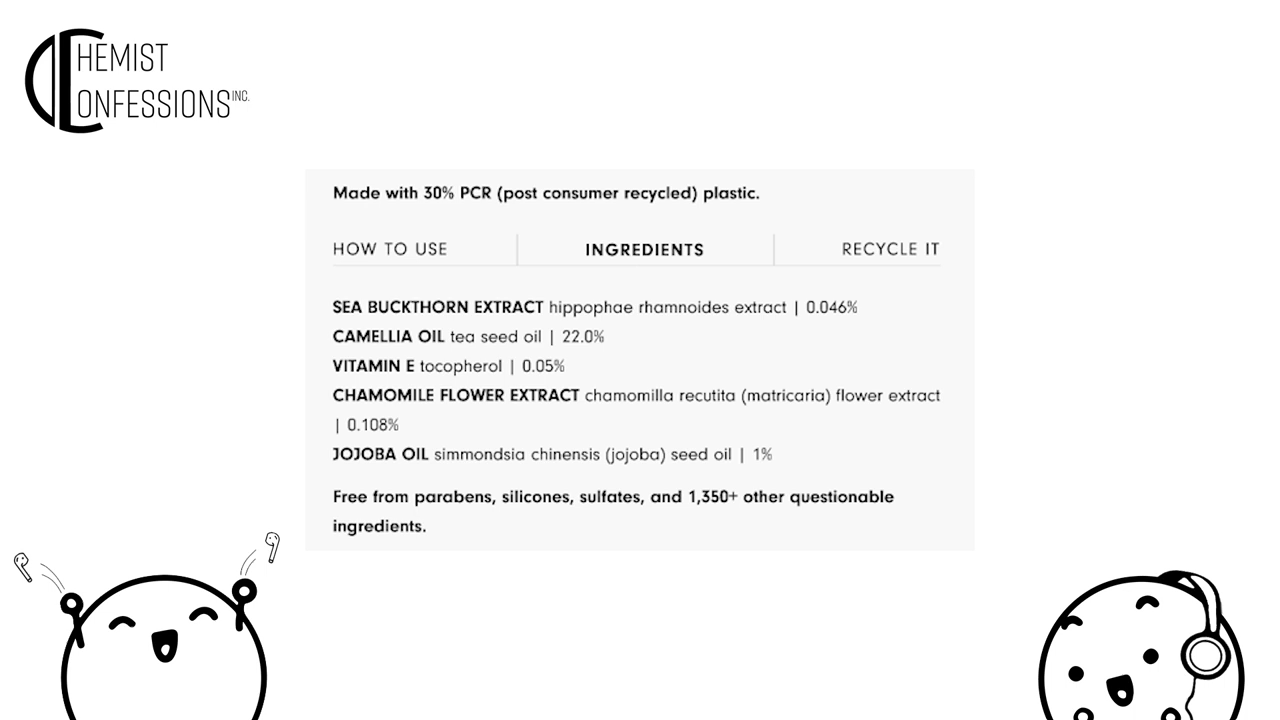 CHEMIST
CONFESSIONS INC.
Made with 30% PCR (post consumer recycled) plastic.
HOW TO USE
INGREDIENTS
RECYCLE IT
SEA BUCKTHORN EXTRACT hippophae rhamnoides extract | 0.046%
CAMELLIA OIL tea seed oil | 22.0%
VITAMIN E tocopherol | 0.05%
CHAMOMILE FLOWER EXTRACT chamomilla recutita (matricaria) flower extract
| 0.108%
JOJOBA OIL simmondsia chinensis (jojoba) seed oil | 1%
Free from parabens, silicones, sulfates, and 1,350+ other questionable
ingredients.